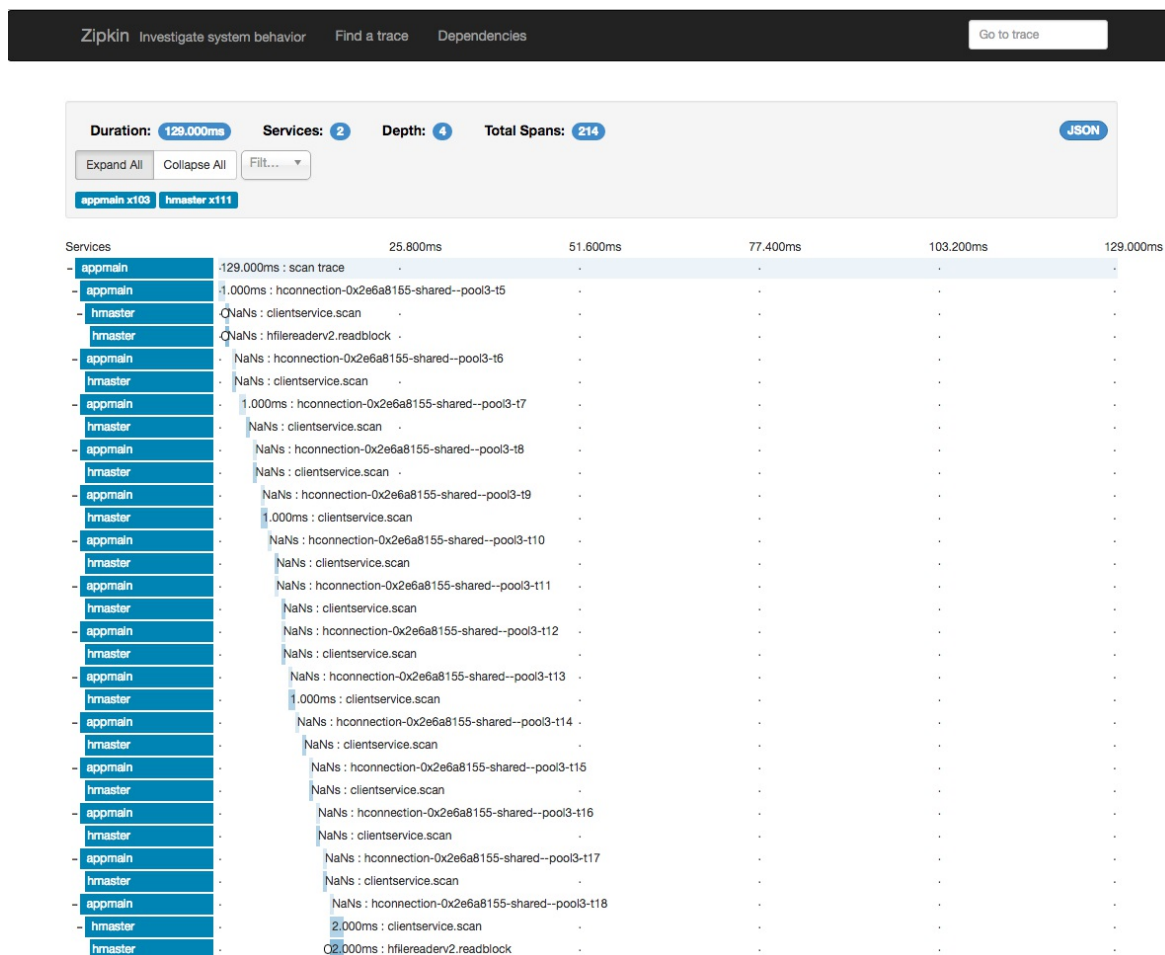 Zipkin Investigate system behavior Find a trace Dependencies Go to trace
Duration: 129.000ms Services: 2 Depth: 4 Total Spans: 214 JSON
Expand All Collapse All Filt...
appmain x103 hmaster x111
Services 25.800ms 51.600ms 77.400ms 103.200ms 129.000ms
- appmain 129.000ms : scan trace
- appmain 1.000ms : hconnection-0x2e6a8155-shared--pool3-t5
- hmaster NaNs : clientservice.scan
hmaster NaNs : hfilereaderv2.readblock
- appmain NaNs : hconnection-0x2e6a8155-shared--pool3-t6
hmaster NaNs : clientservice.scan
- appmain 1.000ms : hconnection-0x2e6a8155-shared--pool3-t7
hmaster NaNs : clientservice.scan
- appmain NaNs : hconnection-0x2e6a8155-shared--pool3-t8
hmaster NaNs : clientservice.scan
- appmain NaNs : hconnection-0x2e6a8155-shared--pool3-t9
hmaster 1.000ms : clientservice.scan
- appmain NaNs : hconnection-0x2e6a8155-shared--pool3-t10
hmaster NaNs : clientservice.scan
- appmain NaNs : hconnection-0x2e6a8155-shared--pool3-t11
hmaster NaNs : clientservice.scan
- appmain NaNs : hconnection-0x2e6a8155-shared--pool3-t12
hmaster NaNs : clientservice.scan
- appmain NaNs : hconnection-0x2e6a8155-shared--pool3-t13
hmaster 1.000ms : clientservice.scan
- appmain NaNs : hconnection-0x2e6a8155-shared--pool3-t14
hmaster NaNs : clientservice.scan
- appmain NaNs : hconnection-0x2e6a8155-shared--pool3-t15
hmaster NaNs : clientservice.scan
- appmain NaNs : hconnection-0x2e6a8155-shared--pool3-t16
hmaster NaNs : clientservice.scan
- appmain NaNs : hconnection-0x2e6a8155-shared--pool3-t17
hmaster NaNs : clientservice.scan
- appmain NaNs : hconnection-0x2e6a8155-shared--pool3-t18
- hmaster 2.000ms : clientservice.scan
hmaster 2.000ms : hfilereaderv2.readblock